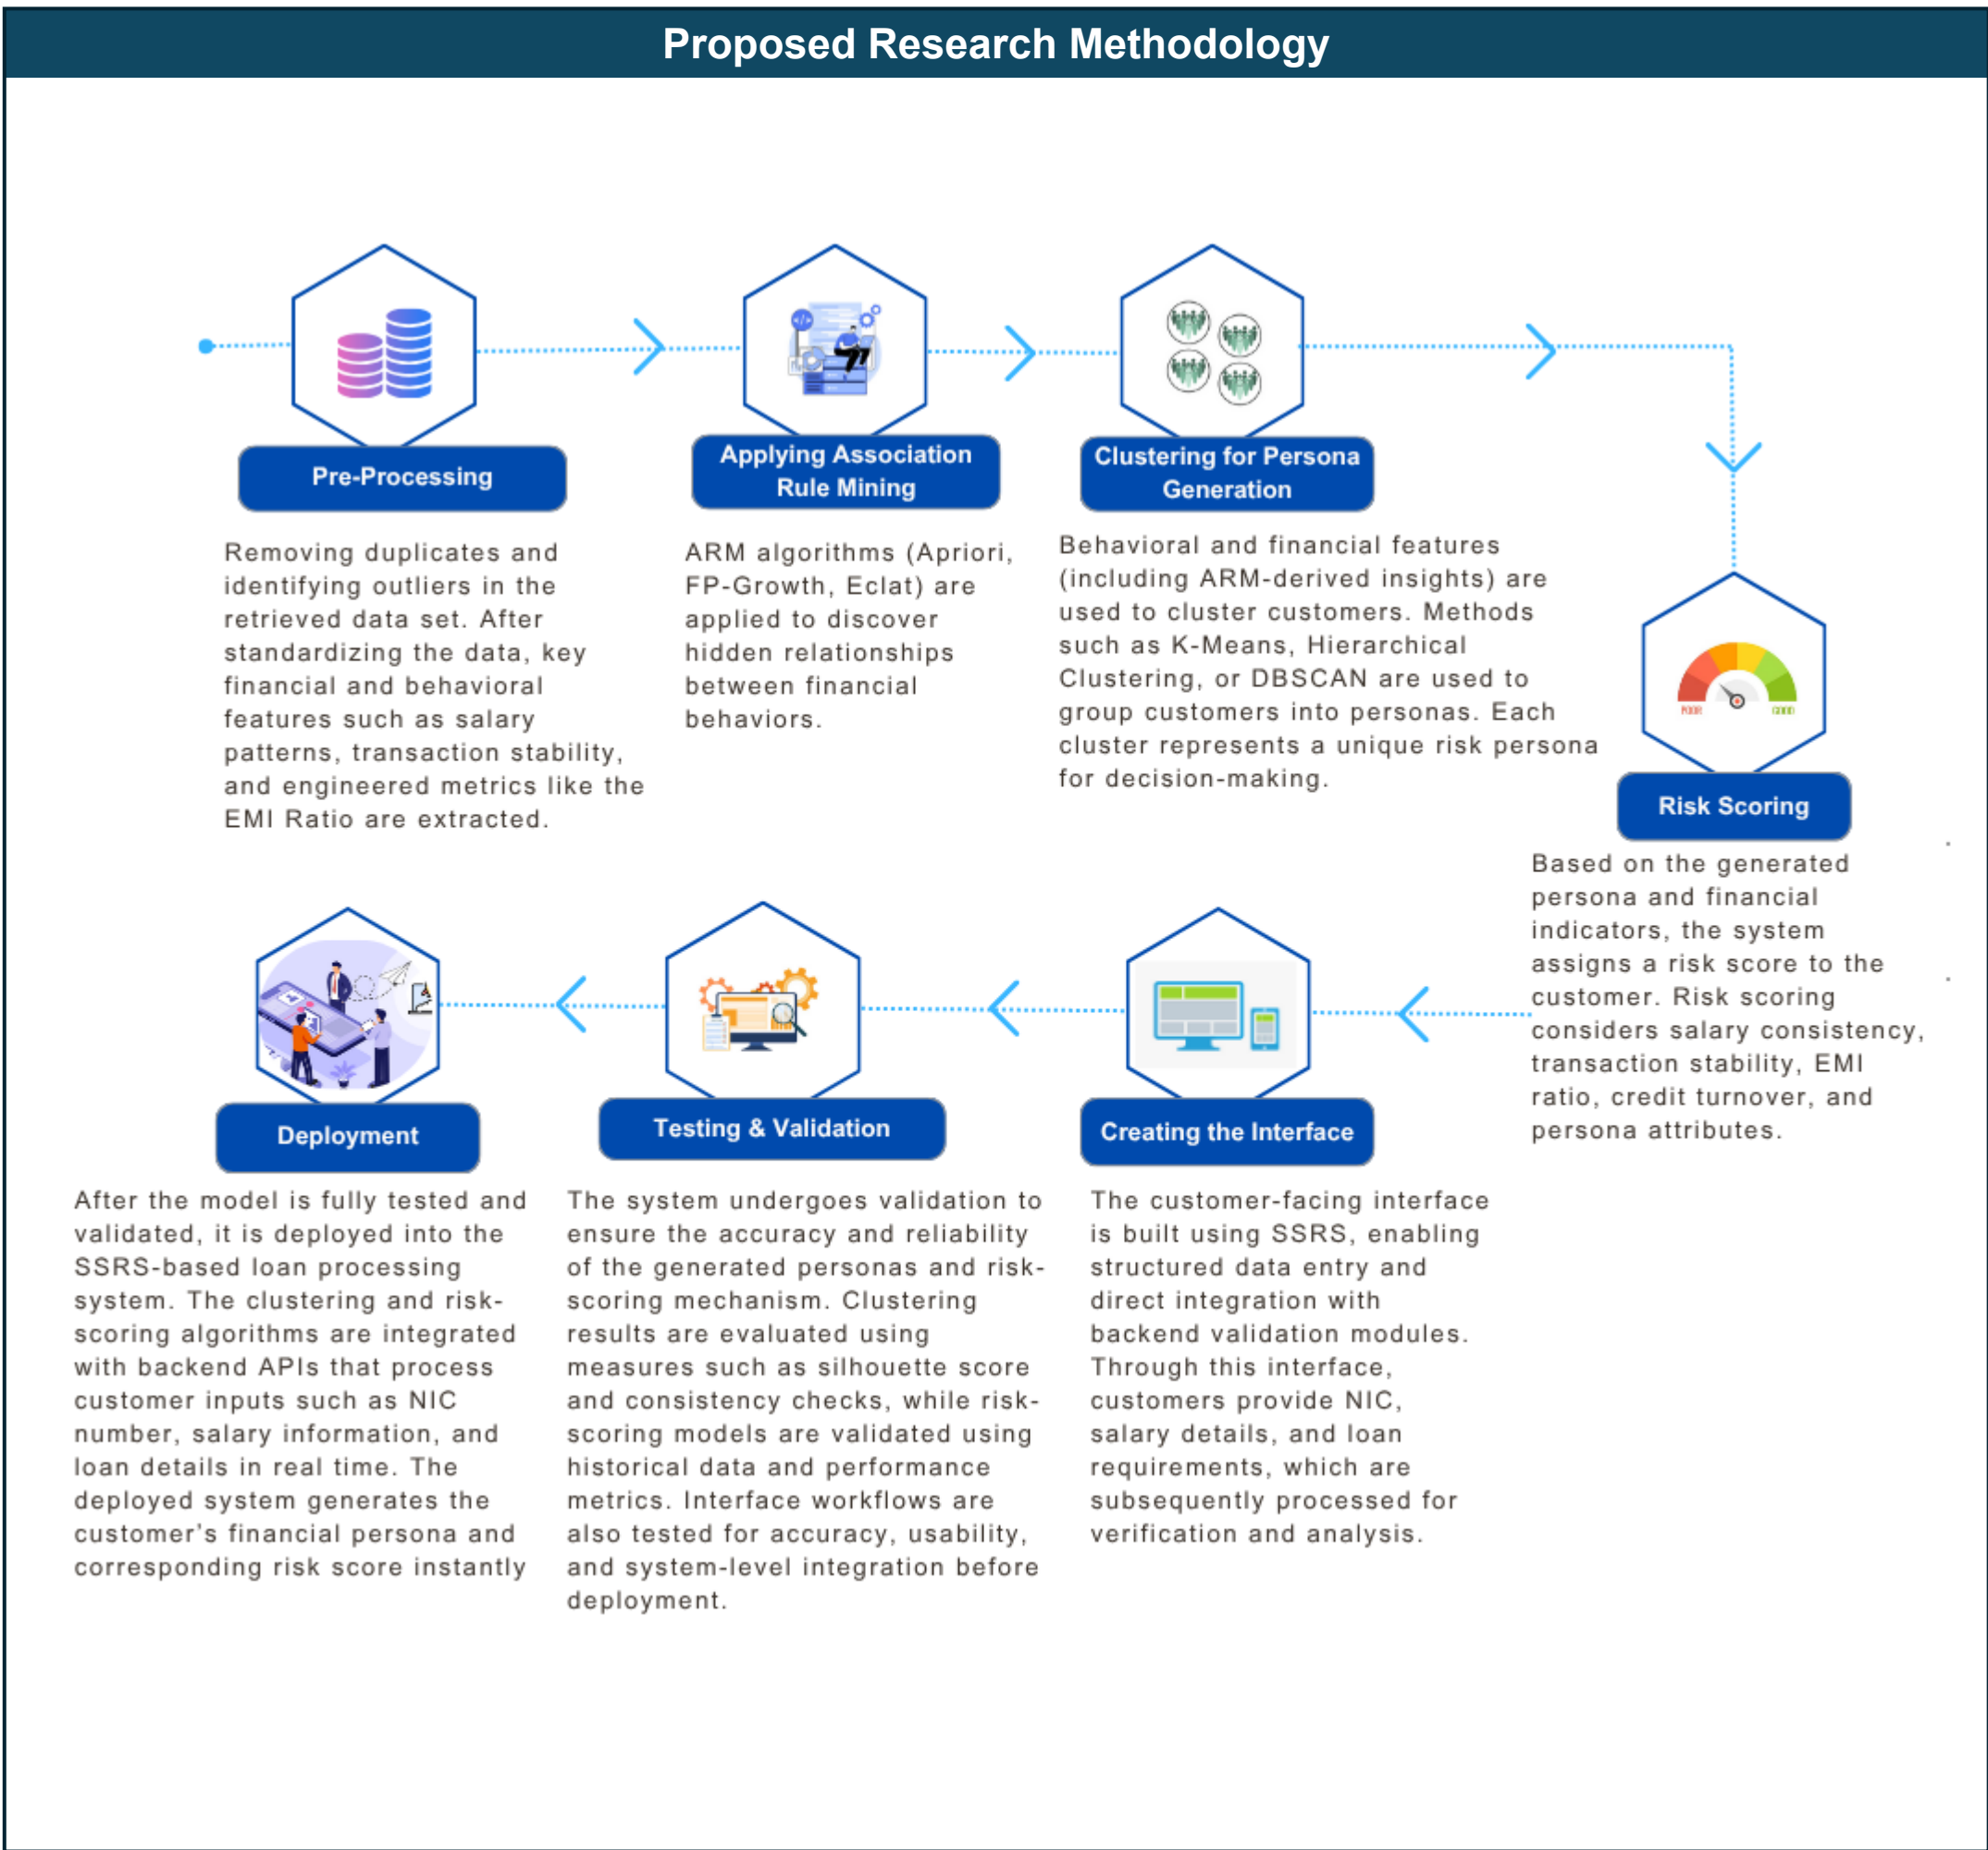 Proposed Research Methodology
Pre-Processing
Removing duplicates and
identifying outliers in the
retrieved data set. After
standardizing the data, key
financial and behavioral
features such as salary
patterns, transaction stability,
and engineered metrics like the
EMI Ratio are extracted.
Applying Association
Rule Mining
ARM algorithms (Apriori,
FP-Growth, Eclat) are
applied to discover
hidden relationships
between financial
behaviors.
Clustering for Persona
Generation
Behavioral and financial features
(including ARM-derived insights) are
used to cluster customers. Methods
such as K-Means, Hierarchical
Clustering, or DBSCAN are used to
group customers into personas. Each
cluster represents a unique risk persona
for decision-making.
POOR
GOOD
Risk Scoring
Based on the generated
persona and financial
indicators, the system
assigns a risk score to the
customer. Risk scoring
considers salary consistency,
transaction stability, EMI
ratio, credit turnover, and
persona attributes.
Creating the Interface
The customer-facing interface
is built using SSRS, enabling
structured data entry and
direct integration with
backend validation modules.
Through this interface,
customers provide NIC,
salary details, and loan
requirements, which are
subsequently processed for
verification and analysis.
Testing & Validation
The system undergoes validation to
ensure the accuracy and reliability
of the generated personas and risk-
scoring mechanism. Clustering
results are evaluated using
measures such as silhouette score
and consistency checks, while risk-
scoring models are validated using
historical data and performance
metrics. Interface workflows are
also tested for accuracy, usability,
and system-level integration before
deployment.
Deployment
After the model is fully tested and
validated, it is deployed into the
SSRS-based loan processing
system. The clustering and risk-
scoring algorithms are integrated
with backend APIs that process
customer inputs such as NIC
number, salary information, and
loan details in real time. The
deployed system generates the
customer's financial persona and
corresponding risk score instantly